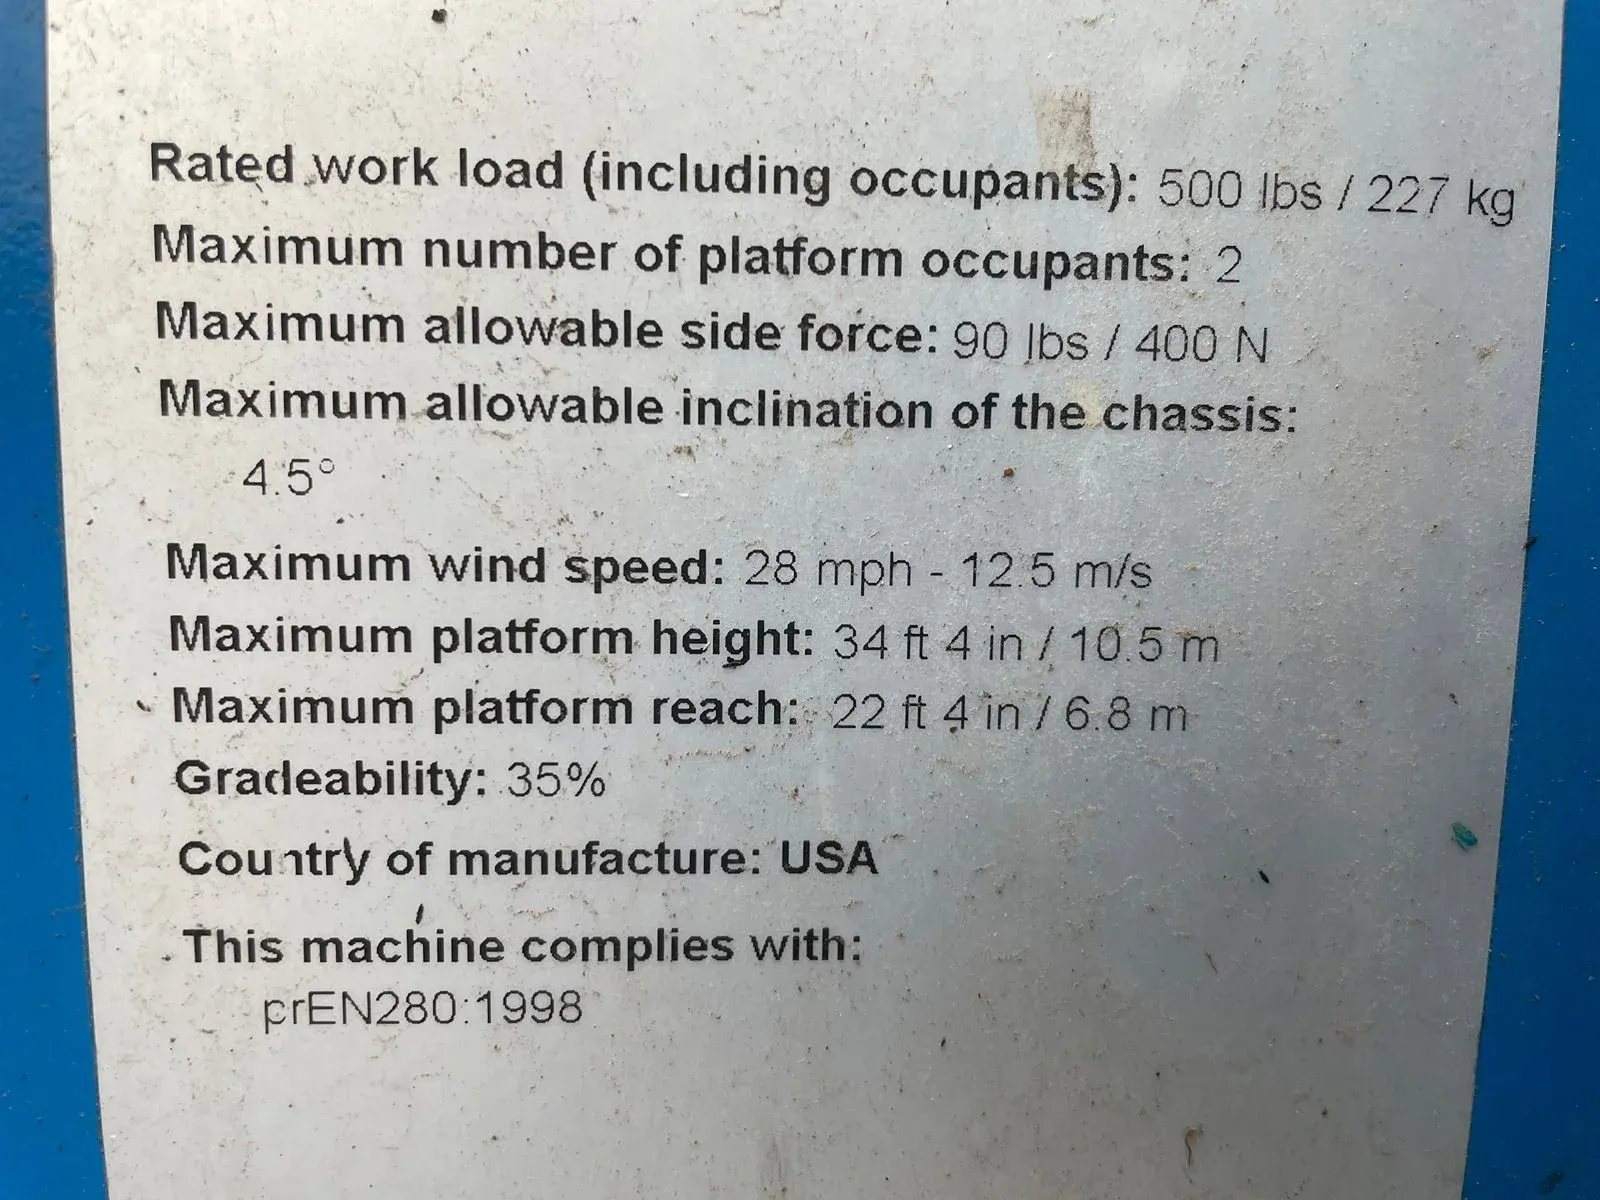 Rated work load (including occupants): 500 lbs / 227 kg
Maximum number of platform occupants: 2
Maximum allowable side force: 90 lbs / 400 N
Maximum allowable inclination of the chassis:
4.5°
Maximum wind speed: 28 mph - 12.5 m/s
Maximum platform height: 34 ft 4 in / 10.5 m
Maximum platform reach: 22 ft 4 in / 6.8 m
Gradeability: 35%
Country of manufacture: USA
This machine complies with:
prEN280:1998